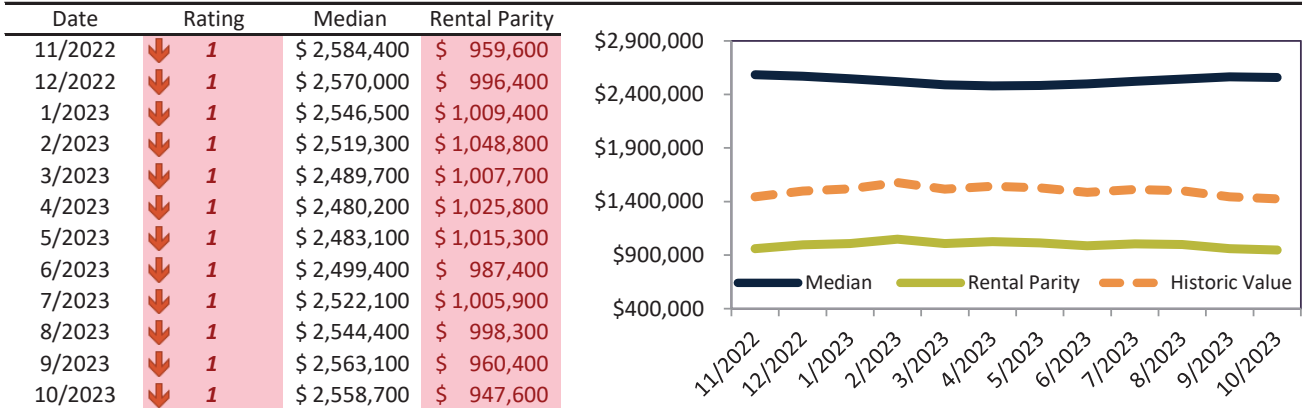 Date Rating Median Rental Parity
11/2022 1 $ 2,584,400 $ 959,600
12/2022 1 $ 2,570,000 $ 996,400
1/2023 1 $ 2,546,500 $ 1,009,400
2/2023 1 $ 2,519,300 $ 1,048,800
3/2023 1 $ 2,489,700 $ 1,007,700
4/2023 1 $ 2,480,200 $ 1,025,800
5/2023 1 $ 2,483,100 $ 1,015,300
6/2023 1 $ 2,499,400 $ 987,400
7/2023 1 $ 2,522,100 $ 1,005,900
8/2023 1 $ 2,544,400 $ 998,300
9/2023 1 $ 2,563,100 $ 960,400
10/2023 1 $ 2,558,700 $ 947,600
$2,900,000
$2,400,000
$1,900,000
$1,400,000
$900,000
$400,000
Median Rental Parity Historic Value
11/2022 12/2022 1/2023 2/2023 3/2023 4/2023 5/2023 6/2023 7/2023 8/2023 9/2023 10/2023